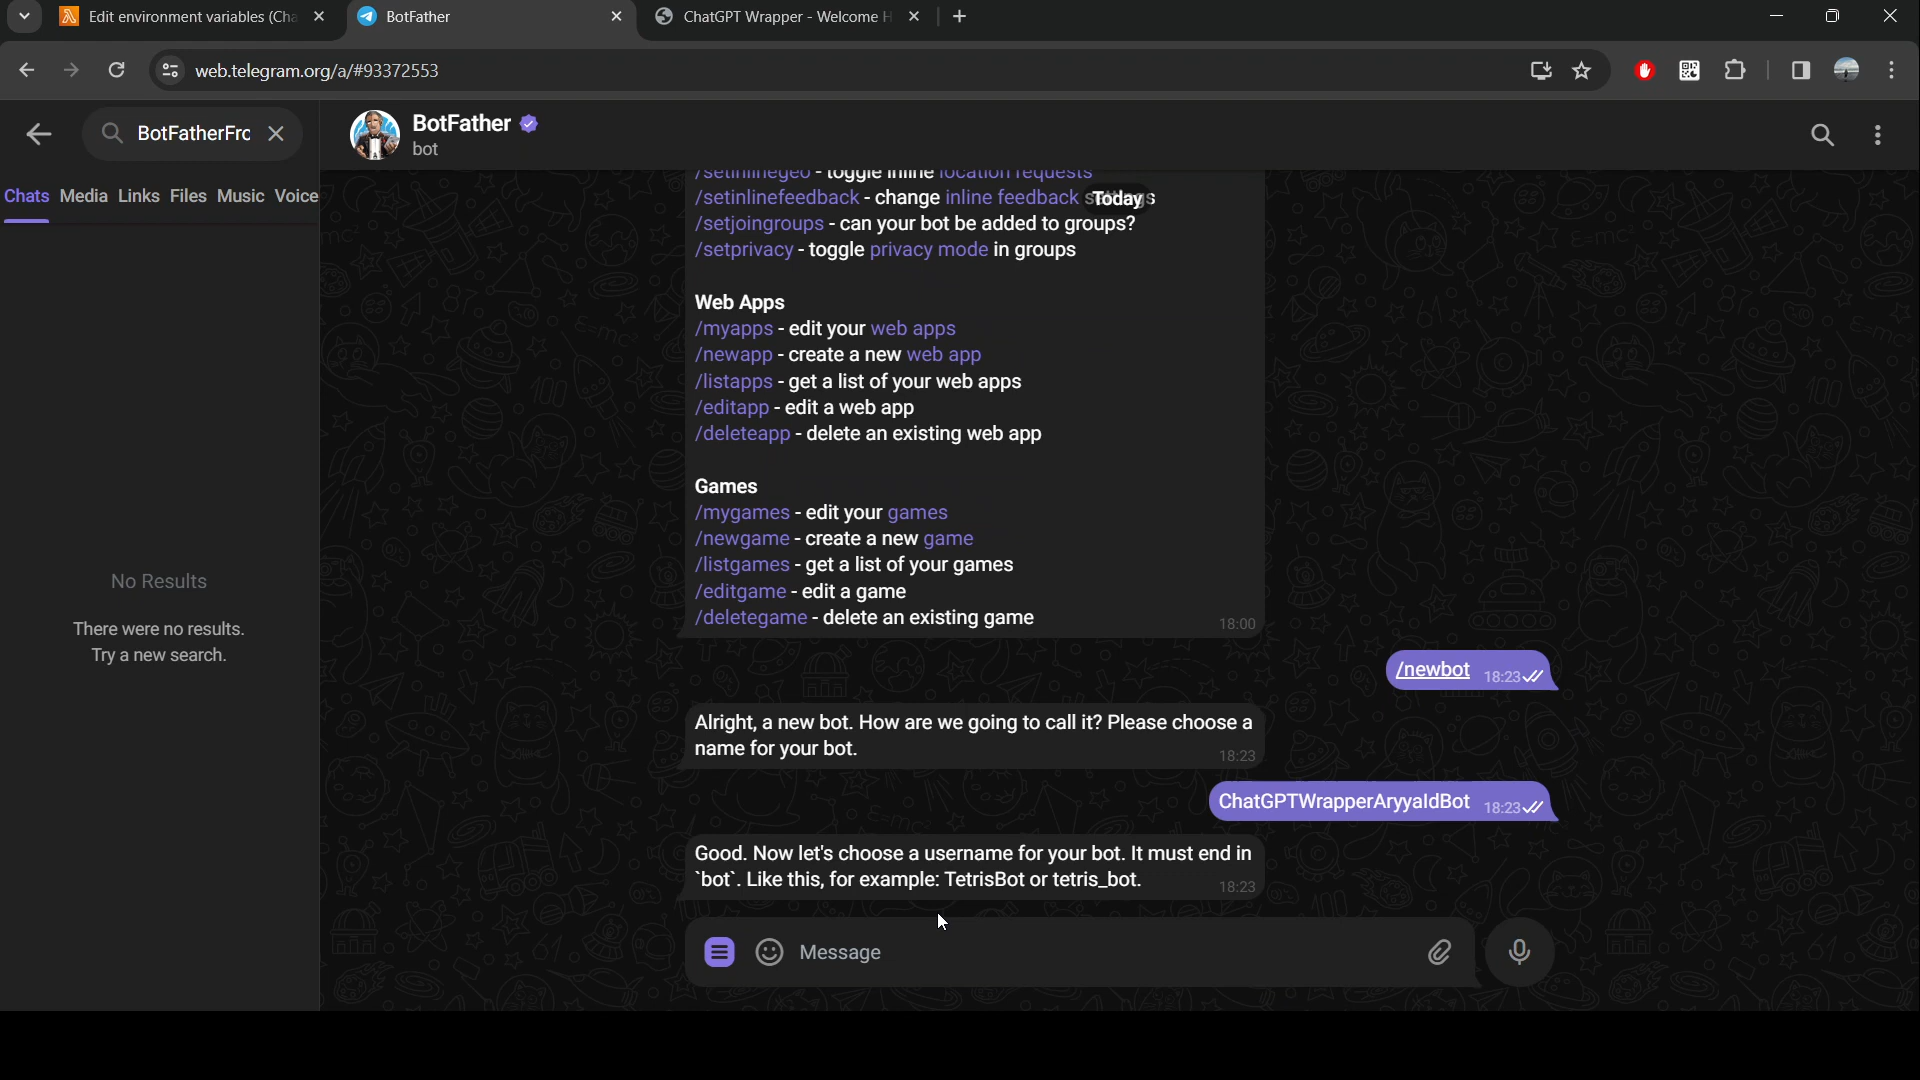 Edit environment variables (Cha
BotFather
ChatGPT Wrapper - Welcome H
web.telegram.org/a/#93372553
BotFatherFrc
BotFather
bot
Chats Media Links Files Music Voice
/setinlinegeo - toggle inline location requests
/setinlinefeedback - change inline feedback settings
Today
/setjoingroups - can your bot be added to groups?
/setprivacy - toggle privacy mode in groups
Web Apps
/myapps - edit your web apps
/newapp - create a new web app
/listapps - get a list of your web apps
/editapp - edit a web app
/deleteapp - delete an existing web app
Games
/mygames - edit your games
/newgame - create a new game
/listgames - get a list of your games
/editgame - edit a game
/deletegame - delete an existing game
18:00
No Results
There were no results.
Try a new search.
/newbot 18:23
Alright, a new bot. How are we going to call it? Please choose a
name for your bot.
18:23
ChatGPTWrapperAryyaldBot 18:23
Good. Now let's choose a username for your bot. It must end in
`bot`. Like this, for example: TetrisBot or tetris_bot.
18:23
Message